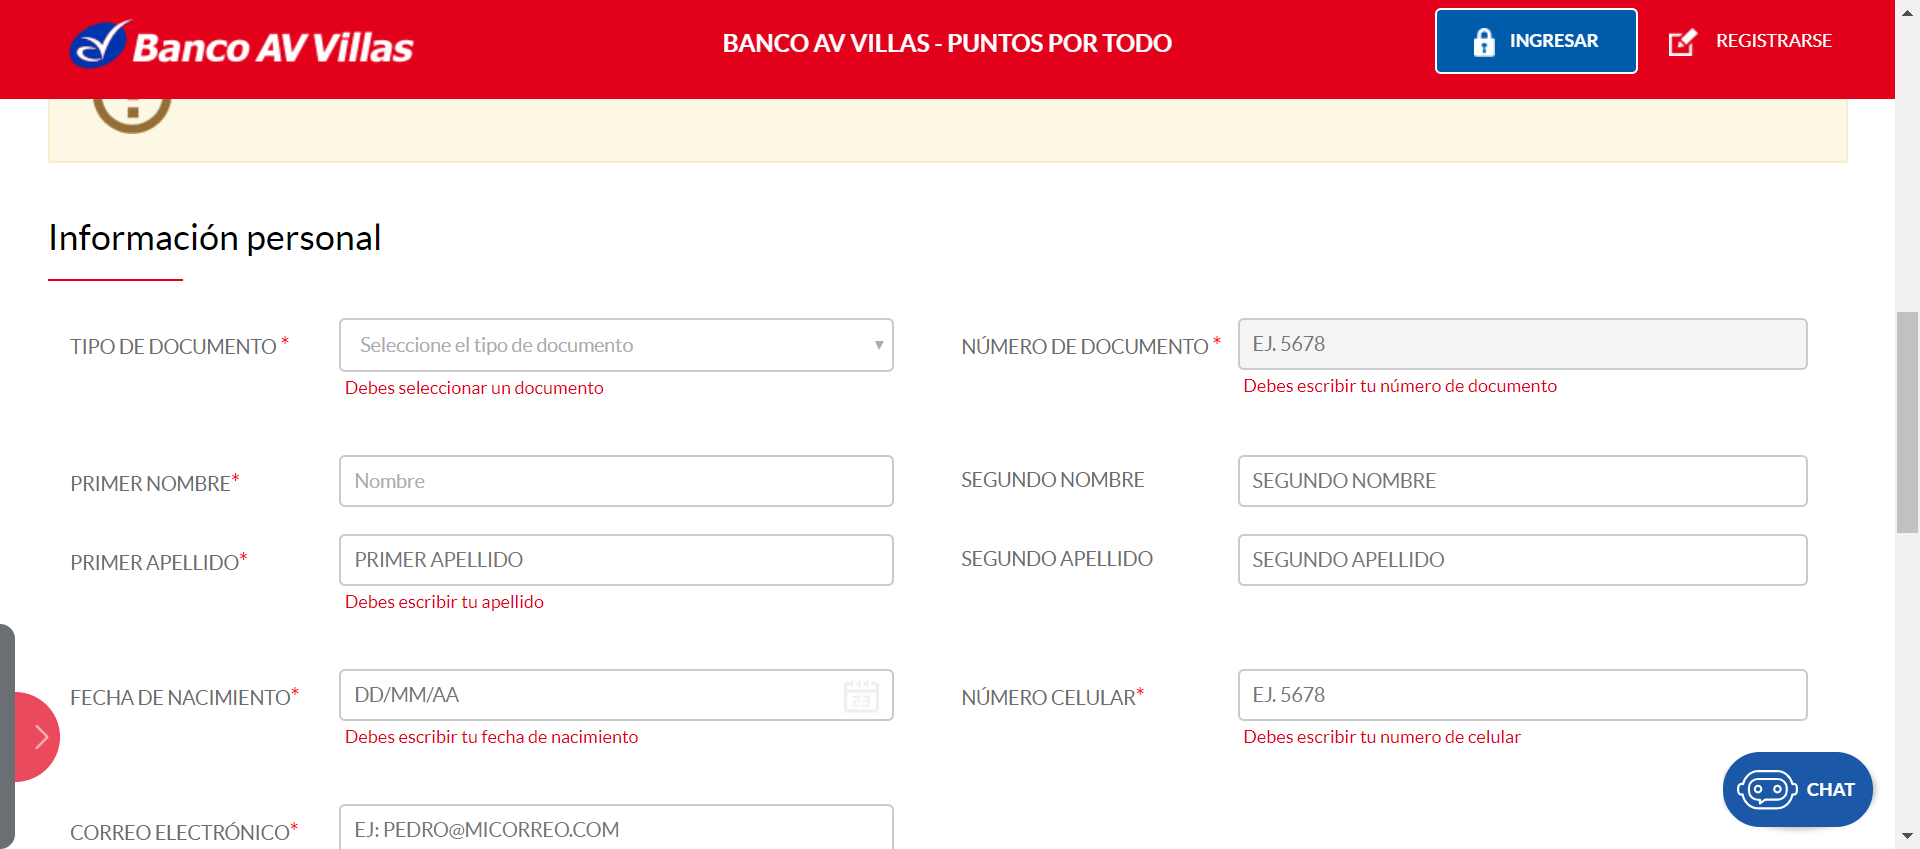 Banco AV Villas
BANCO AV VILLAS - PUNTOS POR TODO
INGRESAR
REGISTRARSE
Información personal
TIPO DE DOCUMENTO *
Seleccione el tipo de documento
Debes seleccionar un documento
NÚMERO DE DOCUMENTO *
EJ. 5678
Debes escribir tu número de documento
PRIMER NOMBRE*
Nombre
SEGUNDO NOMBRE
SEGUNDO NOMBRE
PRIMER APELLIDO*
PRIMER APELLIDO
Debes escribir tu apellido
SEGUNDO APELLIDO
SEGUNDO APELLIDO
FECHA DE NACIMIENTO*
DD/MM/AA
23
Debes escribir tu fecha de nacimiento
NÚMERO CELULAR*
EJ. 5678
Debes escribir tu numero de celular
CHAT
CORREO ELECTRÓNICO*
EJ: PEDRO@MICORREO.COM